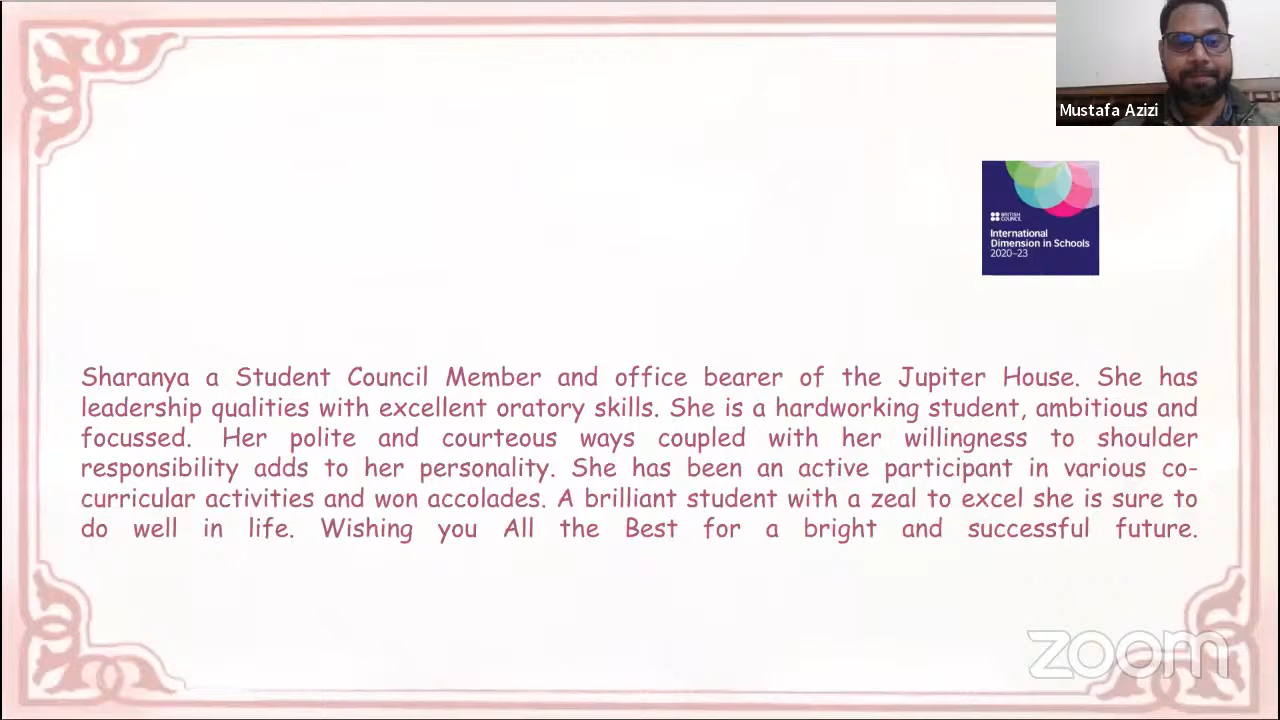 Mustafa Azizi
BRITISH
COUNCIL
International
Dimension in Schools
2020–23
Sharanya a Student Council Member and office bearer of the Jupiter House. She has
leadership qualities with excellent oratory skills. She is a hardworking student, ambitious and
focussed. Her polite and courteous ways coupled with her willingness to shoulder
responsibility adds to her personality. She has been an active participant in various co-
curricular activities and won accolades. A brilliant student with a zeal to excel she is sure to
do well in life. Wishing you All the Best for a bright and successful future.
zoom